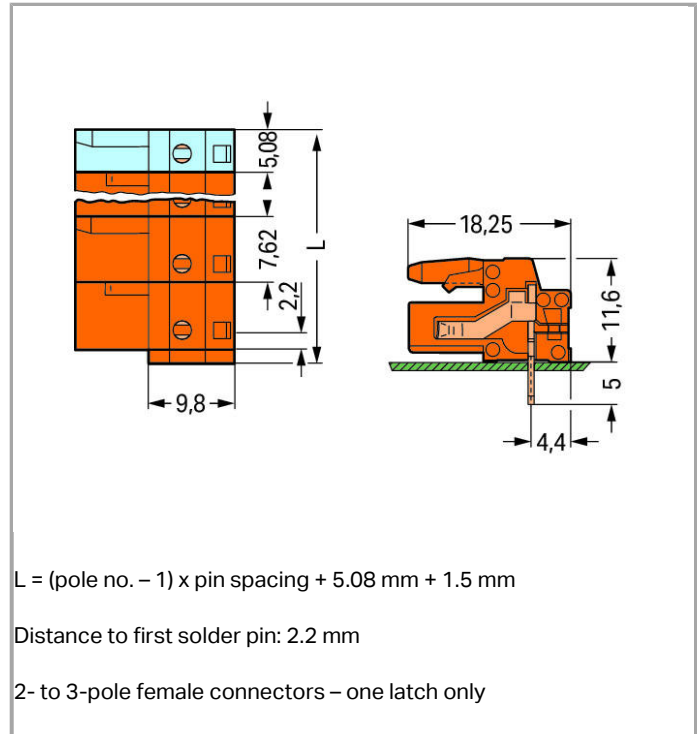 5,08
7,62
L
2,2
9,8
18,25
11,6
5
4,4
L = (pole no. – 1) x pin spacing + 5.08 mm + 1.5 mm
Distance to first solder pin: 2.2 mm
2- to 3-pole female connectors – one latch only